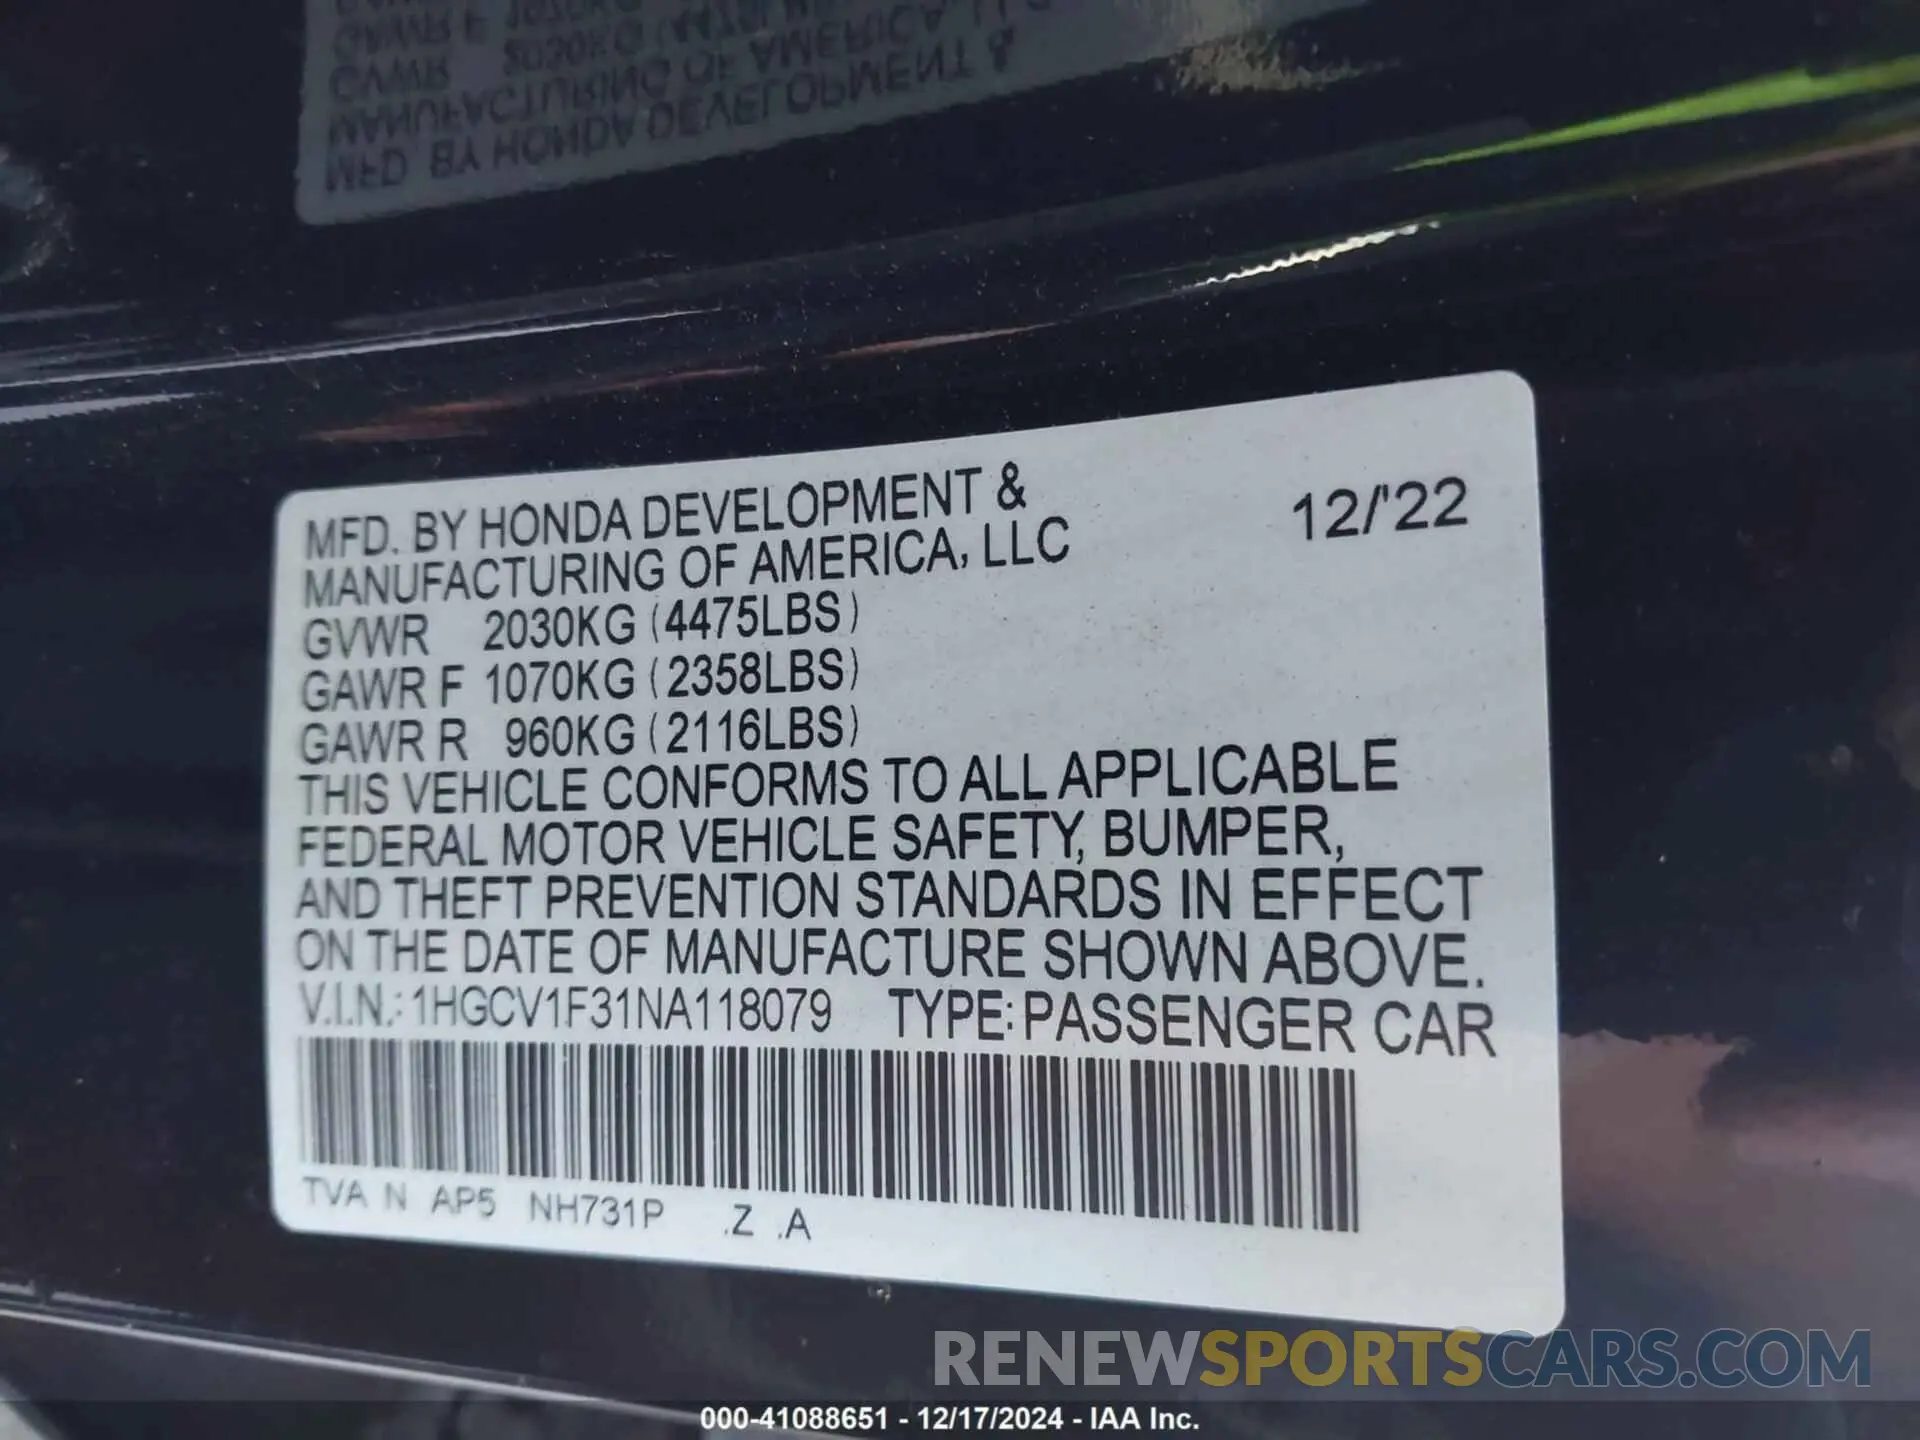 MFD. BY HONDA DEVELOPMENT &
MANUFACTURING OF AMERICA, LLC
12/'22
GVWR 2030KG (4475LBS)
GAWR F 1070KG (2358LBS)
GAWR R 960KG (2116LBS)
THIS VEHICLE CONFORMS TO ALL APPLICABLE
FEDERAL MOTOR VEHICLE SAFETY, BUMPER,
AND THEFT PREVENTION STANDARDS IN EFFECT
ON THE DATE OF MANUFACTURE SHOWN ABOVE.
V.I.N.: 1HGCV1F31NA118079 TYPE: PASSENGER CAR
TVA N AP5 NH731P .Z .A
RENEWSPORTSCARS.COM
000-41088651 - 12/17/2024 - IAA Inc.